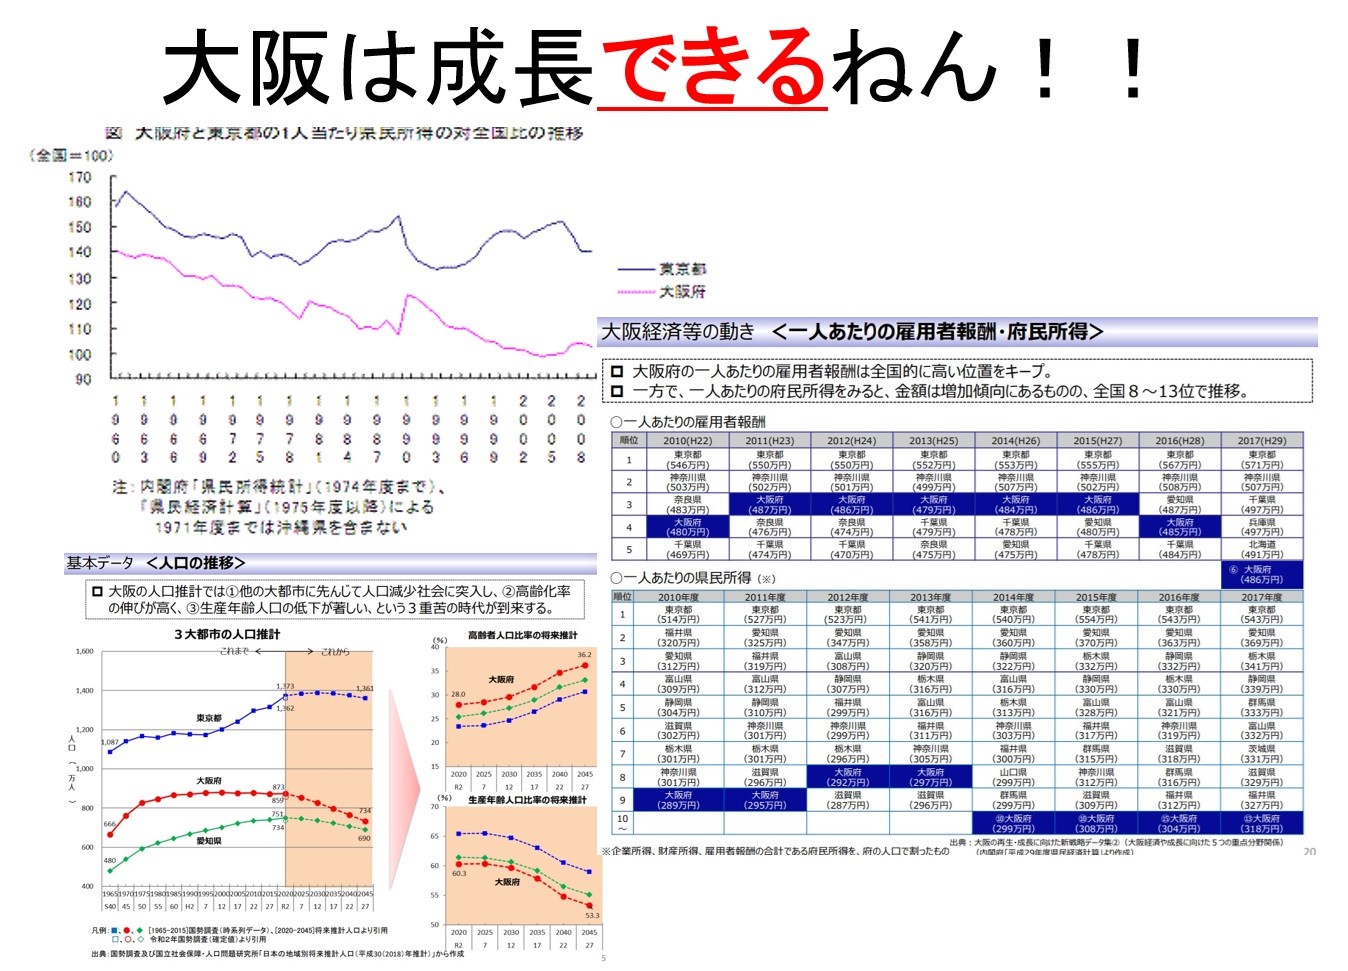 大阪は成長できるねん！！
図 大阪府と東京都の1人当たり県民所得の対全国比の推移
（全国＝100）
170
160
150
140
130
120
110
100
90
1960 1963 1966 1969 1972 1975 1978 1981 1984 1987 1990 1993 1996 1999 2002 2005 2008
東京都
大阪府
注：内閣府「県民所得統計」（1974年度まで）、
「県民経済計算」（1975年度以降）による
1971年度までは沖縄県を含まない
大阪経済等の動き ＜一人あたりの雇用者報酬・府民所得＞
大阪府の一人あたりの雇用者報酬は全国的に高い位置をキープ。
一方で、一人あたりの府民所得をみると、金額は増加傾向にあるものの、全国８～13位で推移。
○一人あたりの雇用者報酬
順位 2010(H22) 2011(H23) 2012(H24) 2013(H25) 2014(H26) 2015(H27) 2016(H28) 2017(H29)
1 東京都 東京都 東京都 東京都 東京都 東京都 東京都 東京都
(546万円) (550万円) (550万円) (552万円) (553万円) (555万円) (567万円) (571万円)
2 神奈川県 神奈川県 神奈川県 神奈川県 神奈川県 神奈川県 神奈川県 神奈川県
(503万円) (502万円) (501万円) (499万円) (507万円) (502万円) (508万円) (507万円)
3 奈良県 大阪府 大阪府 大阪府 大阪府 大阪府 愛知県 千葉県
(483万円) (487万円) (486万円) (479万円) (484万円) (486万円) (487万円) (497万円)
4 大阪府 奈良県 奈良県 千葉県 千葉県 愛知県 大阪府 兵庫県
(480万円) (476万円) (474万円) (479万円) (478万円) (480万円) (485万円) (497万円)
5 千葉県 千葉県 千葉県 奈良県 愛知県 千葉県 千葉県 北海道
(469万円) (474万円) (470万円) (475万円) (475万円) (478万円) (484万円) (491万円)
⑥ 大阪府
(486万円)
○一人あたりの県民所得（※）
順位 2010年度 2011年度 2012年度 2013年度 2014年度 2015年度 2016年度 2017年度
1 東京都 東京都 東京都 東京都 東京都 東京都 東京都 東京都
(514万円) (527万円) (523万円) (541万円) (540万円) (554万円) (543万円) (543万円)
2 福井県 愛知県 愛知県 愛知県 愛知県 愛知県 愛知県 愛知県
(320万円) (325万円) (347万円) (358万円) (360万円) (370万円) (363万円) (369万円)
3 愛知県 福井県 富山県 静岡県 静岡県 栃木県 静岡県 栃木県
(312万円) (319万円) (308万円) (320万円) (322万円) (332万円) (332万円) (341万円)
4 富山県 富山県 静岡県 富山県 富山県 静岡県 栃木県 静岡県
(309万円) (312万円) (307万円) (316万円) (316万円) (330万円) (330万円) (339万円)
5 静岡県 静岡県 福井県 静岡県 栃木県 富山県 富山県 群馬県
(304万円) (310万円) (299万円) (316万円) (313万円) (328万円) (321万円) (333万円)
6 滋賀県 神奈川県 神奈川県 福井県 神奈川県 福井県 神奈川県 富山県
(302万円) (301万円) (299万円) (311万円) (303万円) (317万円) (319万円) (332万円)
7 栃木県 栃木県 栃木県 神奈川県 福井県 群馬県 滋賀県 茨城県
(301万円) (301万円) (296万円) (305万円) (300万円) (315万円) (318万円) (331万円)
8 神奈川県 滋賀県 大阪府 大阪府 山口県 神奈川県 群馬県 滋賀県
(301万円) (296万円) (292万円) (297万円) (299万円) (312万円) (316万円) (329万円)
9 大阪府 大阪府 滋賀県 滋賀県 群馬県 滋賀県 福井県 福井県
(289万円) (295万円) (287万円) (296万円) (299万円) (309万円) (312万円) (327万円)
10～ ⑩大阪府 ⑩大阪府 ⑮大阪府 ⑬大阪府
(299万円) (308万円) (304万円) (318万円)
出典：大阪の再生・成長に向けた新戦略データ集②（大阪経済や成長に向けた５つの重点分野関係）
※企業所得、財産所得、雇用者報酬の合計である府民所得を、府の人口で割ったもの
（内閣府「平成29年度県民経済計算」より作成）
20
基本データ ＜人口の推移＞
大阪の人口推計では①他の大都市に先んじて人口減少社会に突入し、②高齢化率
の伸びが高く、③生産年齢人口の低下が著しい、という３重苦の時代が到来する。
３大都市の人口推計
これまで これから
人口（万人）
1,600
1,400
1,200
1,000
800
600
400
1,373
1,361
1,362
東京都
1,087
大阪府
873
859
751
734
734
690
666
愛知県
480
1965 1970 1975 1980 1985 1990 1995 2000 2005 2010 2015 2020 2025 2030 2035 2040 2045
S40 45 50 55 60 H2 7 12 17 22 27 R2 7 12 17 22 27
高齢者人口比率の将来推計
(%)
40
35
30
25
20
15
36.2
大阪府
28.0
2020 2025 2030 2035 2040 2045
R2 7 12 17 22 27
(%)
生産年齢人口比率の将来推計
70
65
60
55
50
60.3
大阪府
53.3
2020 2025 2030 2035 2040 2045
R2 7 12 17 22 27
凡例：■、●、◆ [1965-2015]国勢調査（時系列データ）、[2020-2045]将来推計人口より引用
□、○、◇ 令和2年国勢調査（確定値）より引用
出典：国勢調査及び国立社会保障・人口問題研究所「日本の地域別将来推計人口（平成30(2018)年推計）」から作成
5